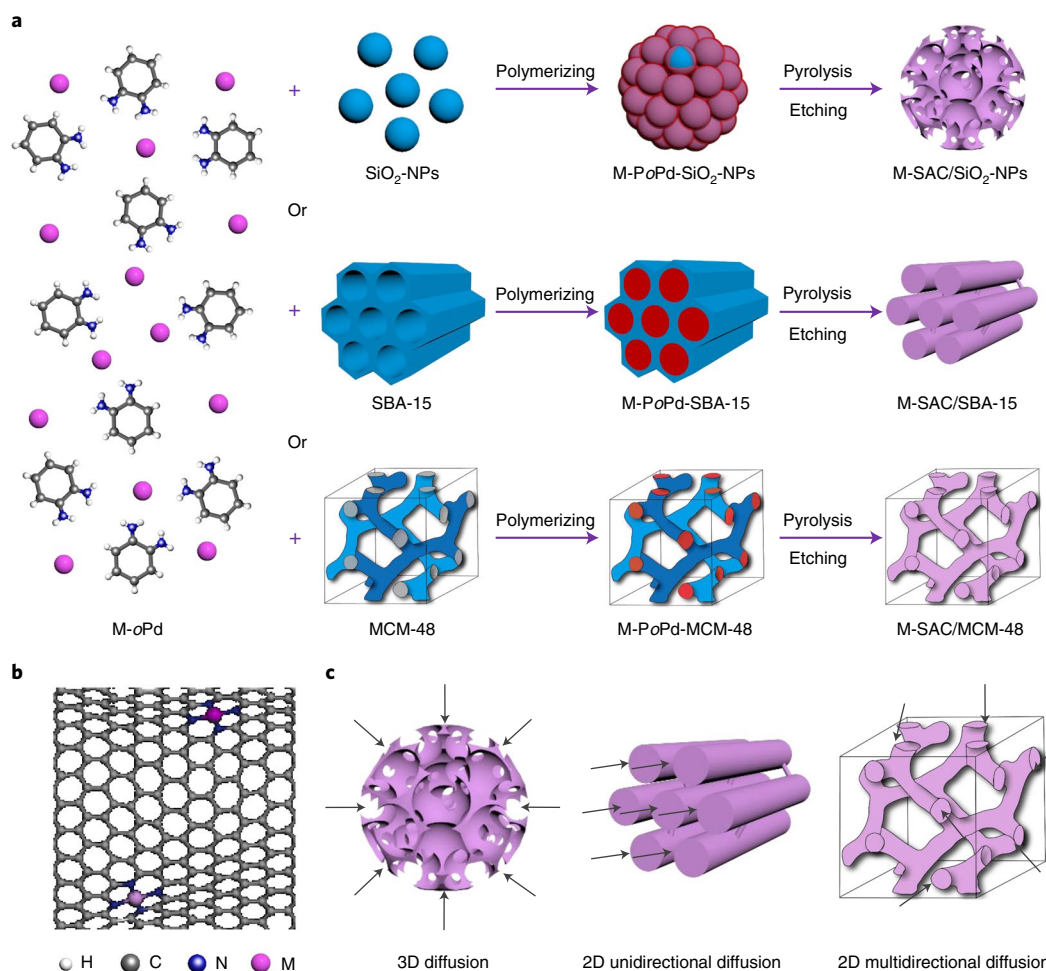 a
+
Polymerizing
Pyrolysis
Etching
SiO₂-NPs
M-PoPd-SiO₂-NPs
M-SAC/SiO₂-NPs
Or
+
Polymerizing
Pyrolysis
Etching
SBA-15
M-PoPd-SBA-15
M-SAC/SBA-15
Or
+
Polymerizing
Pyrolysis
Etching
M-oPd
MCM-48
M-PoPd-MCM-48
M-SAC/MCM-48
b
H C N M
c
3D diffusion
2D unidirectional diffusion
2D multidirectional diffusion